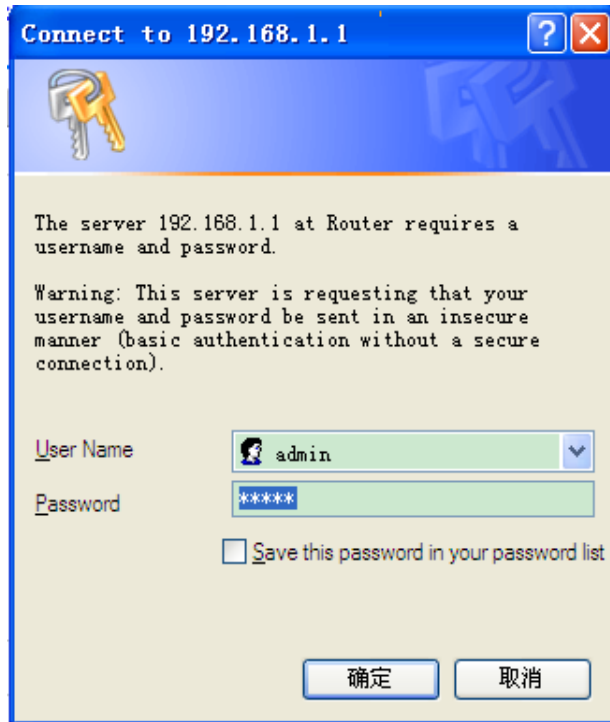 Connect to 192.168.1.1
The server 192.168.1.1 at Router requires a
username and password.
Warning: This server is requesting that your
username and password be sent in an insecure
manner (basic authentication without a secure
connection).
User Name
admin
Password
*****
Save this password in your password list
确定
取消